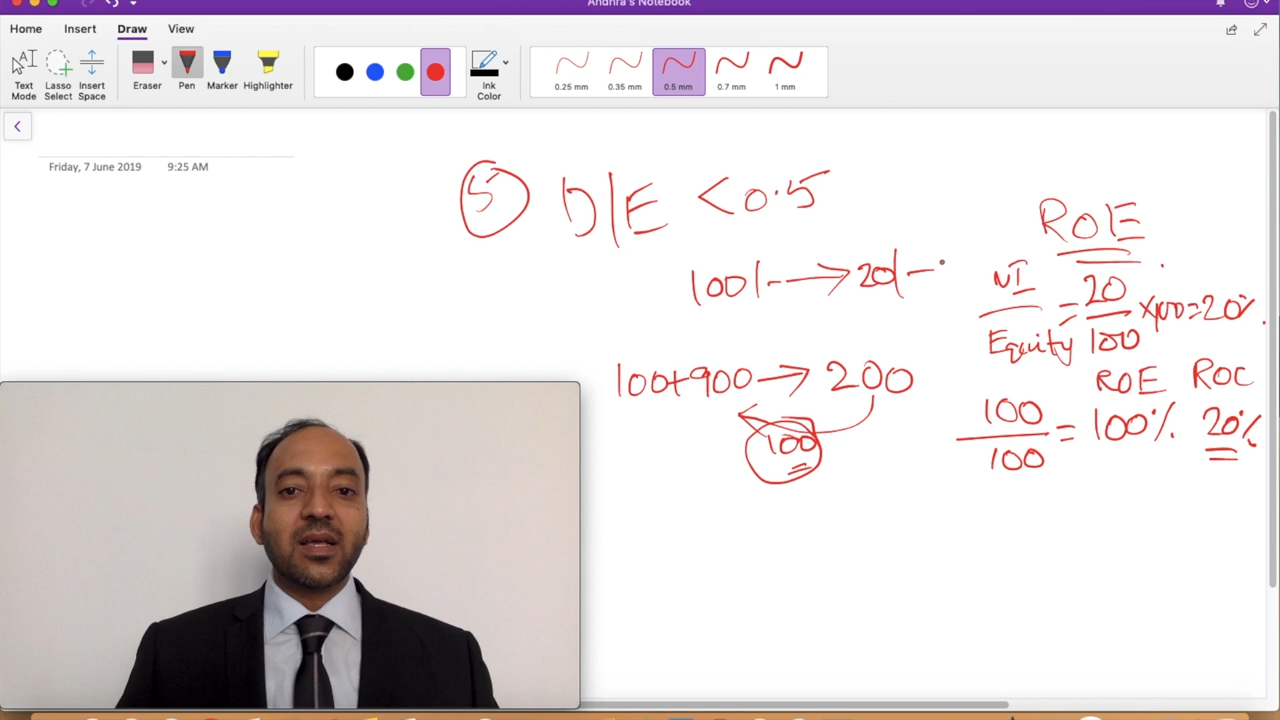 Andhra's Notebook
Home Insert Draw View
Text Mode
Lasso Select
Insert Space
Eraser
Pen
Marker
Highlighter
Ink Color
0.25 mm
0.35 mm
0.5 mm
0.7 mm
1 mm
Friday, 7 June 2019 9:25 AM
5 D/E < 0.5
100/- → 20/-
100+900 → 200
100
ROE
NI / Equity = 20 / 100 × 100 = 20%.
ROE ROC
100 / 100 = 100% 20%